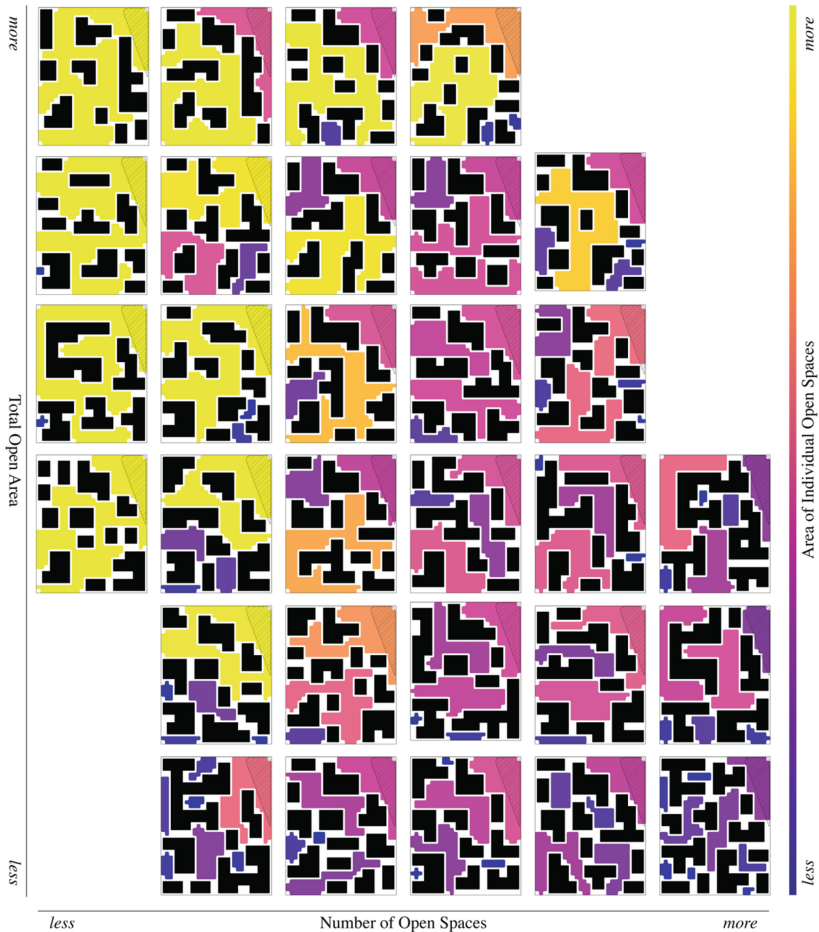 more
Total Open Area
less
more
Area of Individual Open Spaces
less
less
Number of Open Spaces
more